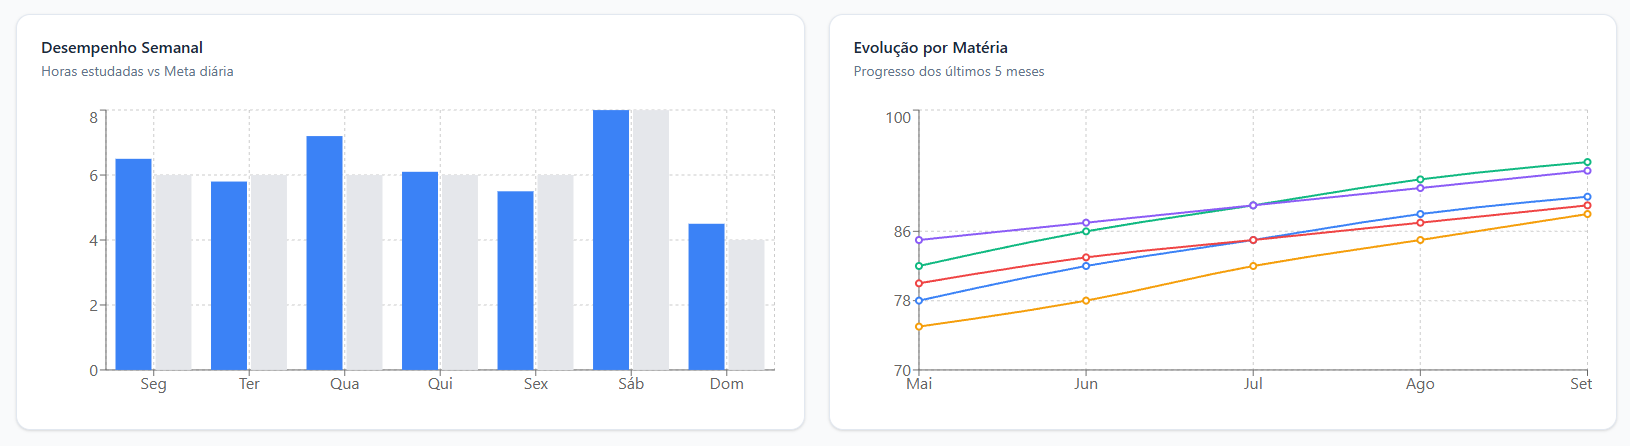 Desempenho Semanal
Horas estudadas vs Meta diária
8
6
4
2
0
Seg Ter Qua Qui Sex Sáb Dom
Evolução por Matéria
Progresso dos últimos 5 meses
100
86
78
70
Mai Jun Jul Ago Set